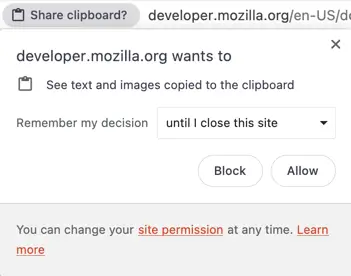 Share clipboard? developer.mozilla.org/en-US/do
developer.mozilla.org wants to
See text and images copied to the clipboard
Remember my decision until I close this site
Block Allow
You can change your site permission at any time. Learn
more